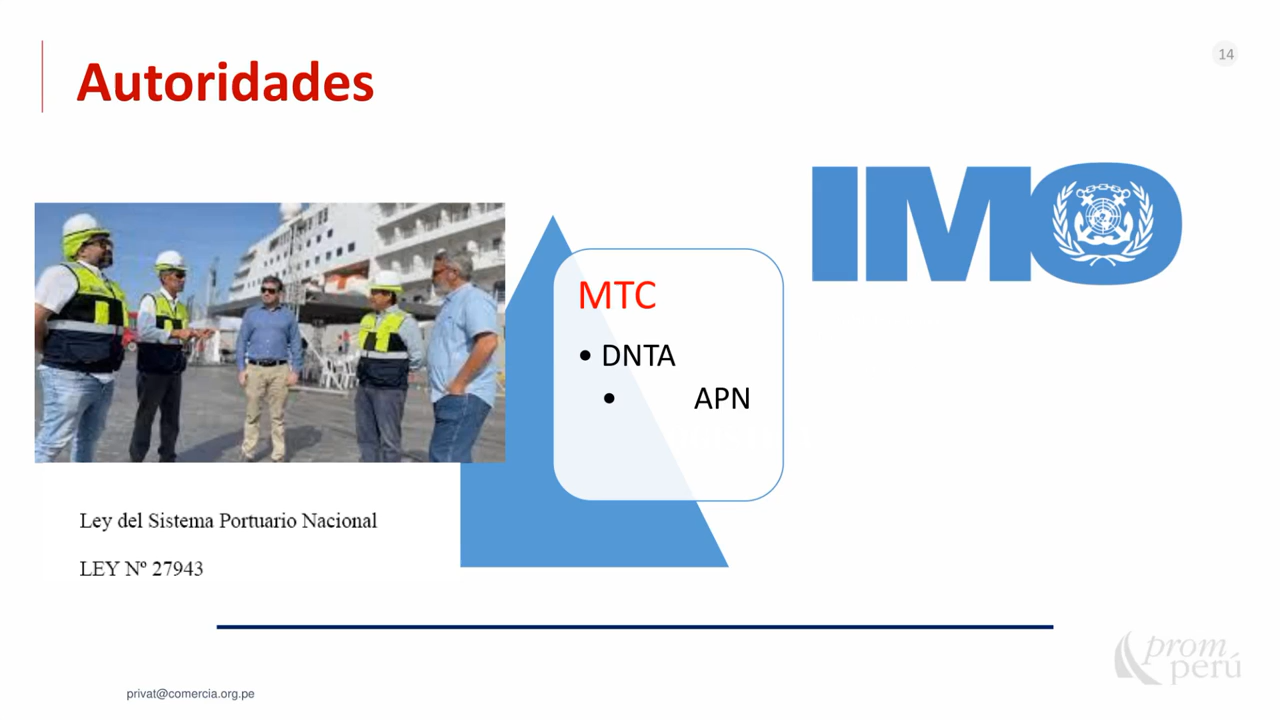 14
Autoridades
IMO
MTC
• DNTA
• APN
Ley del Sistema Portuario Nacional
LEY Nº 27943
prom
perú
privat@comercia.org.pe